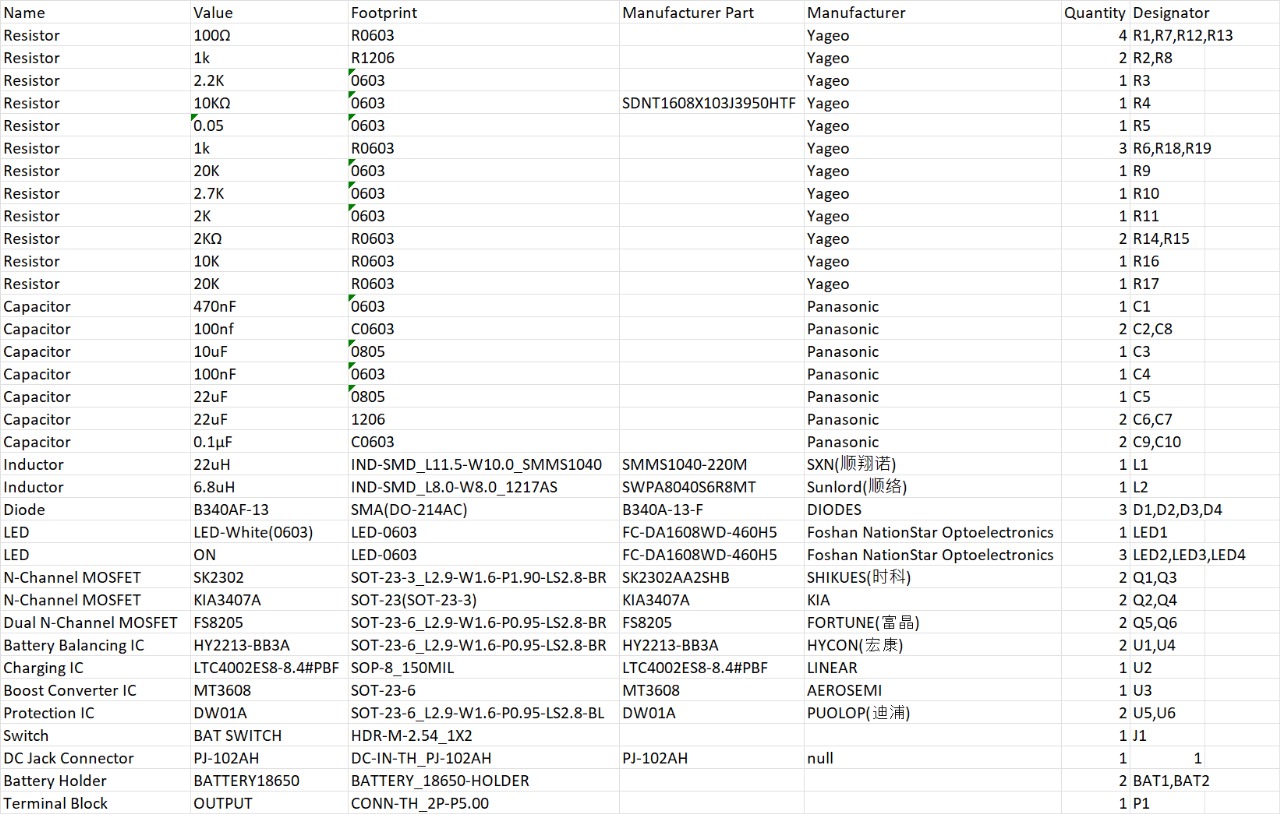 Name Value Footprint Manufacturer Part Manufacturer Quantity Designator
Resistor 100Ω R0603 Yageo 4 R1,R7,R12,R13
Resistor 1k R1206 Yageo 2 R2,R8
Resistor 2.2K 0603 Yageo 1 R3
Resistor 10KΩ 0603 SDNT1608X103J3950HTF Yageo 1 R4
Resistor 0.05 0603 Yageo 1 R5
Resistor 1k R0603 Yageo 3 R6,R18,R19
Resistor 20K 0603 Yageo 1 R9
Resistor 2.7K 0603 Yageo 1 R10
Resistor 2K 0603 Yageo 1 R11
Resistor 2KΩ R0603 Yageo 2 R14,R15
Resistor 10K R0603 Yageo 1 R16
Resistor 20K R0603 Yageo 1 R17
Capacitor 470nF 0603 Panasonic 1 C1
Capacitor 100nf C0603 Panasonic 2 C2,C8
Capacitor 10uF 0805 Panasonic 1 C3
Capacitor 100nF 0603 Panasonic 1 C4
Capacitor 22uF 0805 Panasonic 1 C5
Capacitor 22uF 1206 Panasonic 2 C6,C7
Capacitor 0.1μF C0603 Panasonic 2 C9,C10
Inductor 22uH IND-SMD_L11.5-W10.0_SMMS1040 SMMS1040-220M SXN(顺翔诺) 1 L1
Inductor 6.8uH IND-SMD_L8.0-W8.0_1217AS SWPA8040S6R8MT Sunlord(顺络) 1 L2
Diode B340AF-13 SMA(DO-214AC) B340A-13-F DIODES 3 D1,D2,D3,D4
LED LED-White(0603) LED-0603 FC-DA1608WD-460H5 Foshan NationStar Optoelectronics 1 LED1
LED ON LED-0603 FC-DA1608WD-460H5 Foshan NationStar Optoelectronics 3 LED2,LED3,LED4
N-Channel MOSFET SK2302 SOT-23-3_L2.9-W1.6-P1.90-LS2.8-BR SK2302AA2SHB SHIKUES(时科) 2 Q1,Q3
N-Channel MOSFET KIA3407A SOT-23(SOT-23-3) KIA3407A KIA 2 Q2,Q4
Dual N-Channel MOSFET FS8205 SOT-23-6_L2.9-W1.6-P0.95-LS2.8-BR FS8205 FORTUNE(富晶) 2 Q5,Q6
Battery Balancing IC HY2213-BB3A SOT-23-6_L2.9-W1.6-P0.95-LS2.8-BR HY2213-BB3A HYCON(宏康) 2 U1,U4
Charging IC LTC4002ES8-8.4#PBF SOP-8_150MIL LTC4002ES8-8.4#PBF LINEAR 1 U2
Boost Converter IC MT3608 SOT-23-6 MT3608 AEROSEMI 1 U3
Protection IC DW01A SOT-23-6_L2.9-W1.6-P0.95-LS2.8-BL DW01A PUOLOP(迪浦) 2 U5,U6
Switch BAT SWITCH HDR-M-2.54_1X2 1 J1
DC Jack Connector PJ-102AH DC-IN-TH_PJ-102AH PJ-102AH null 1 1
Battery Holder BATTERY18650 BATTERY_18650-HOLDER 2 BAT1,BAT2
Terminal Block OUTPUT CONN-TH_2P-P5.00 1 P1